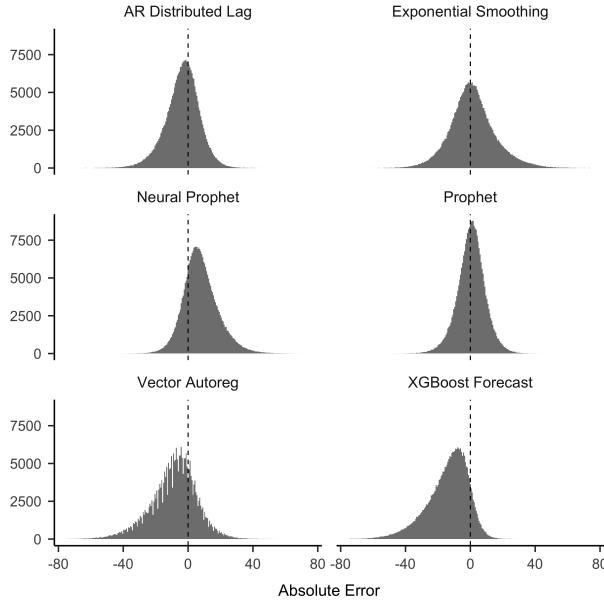 AR Distributed Lag
Exponential Smoothing
7500
5000
2500
0
Neural Prophet
Prophet
7500
5000
2500
0
Vector Autoreg
XGBoost Forecast
7500
5000
2500
0
-80 -40 0 40 80 -80 -40 0 40 80
Absolute Error